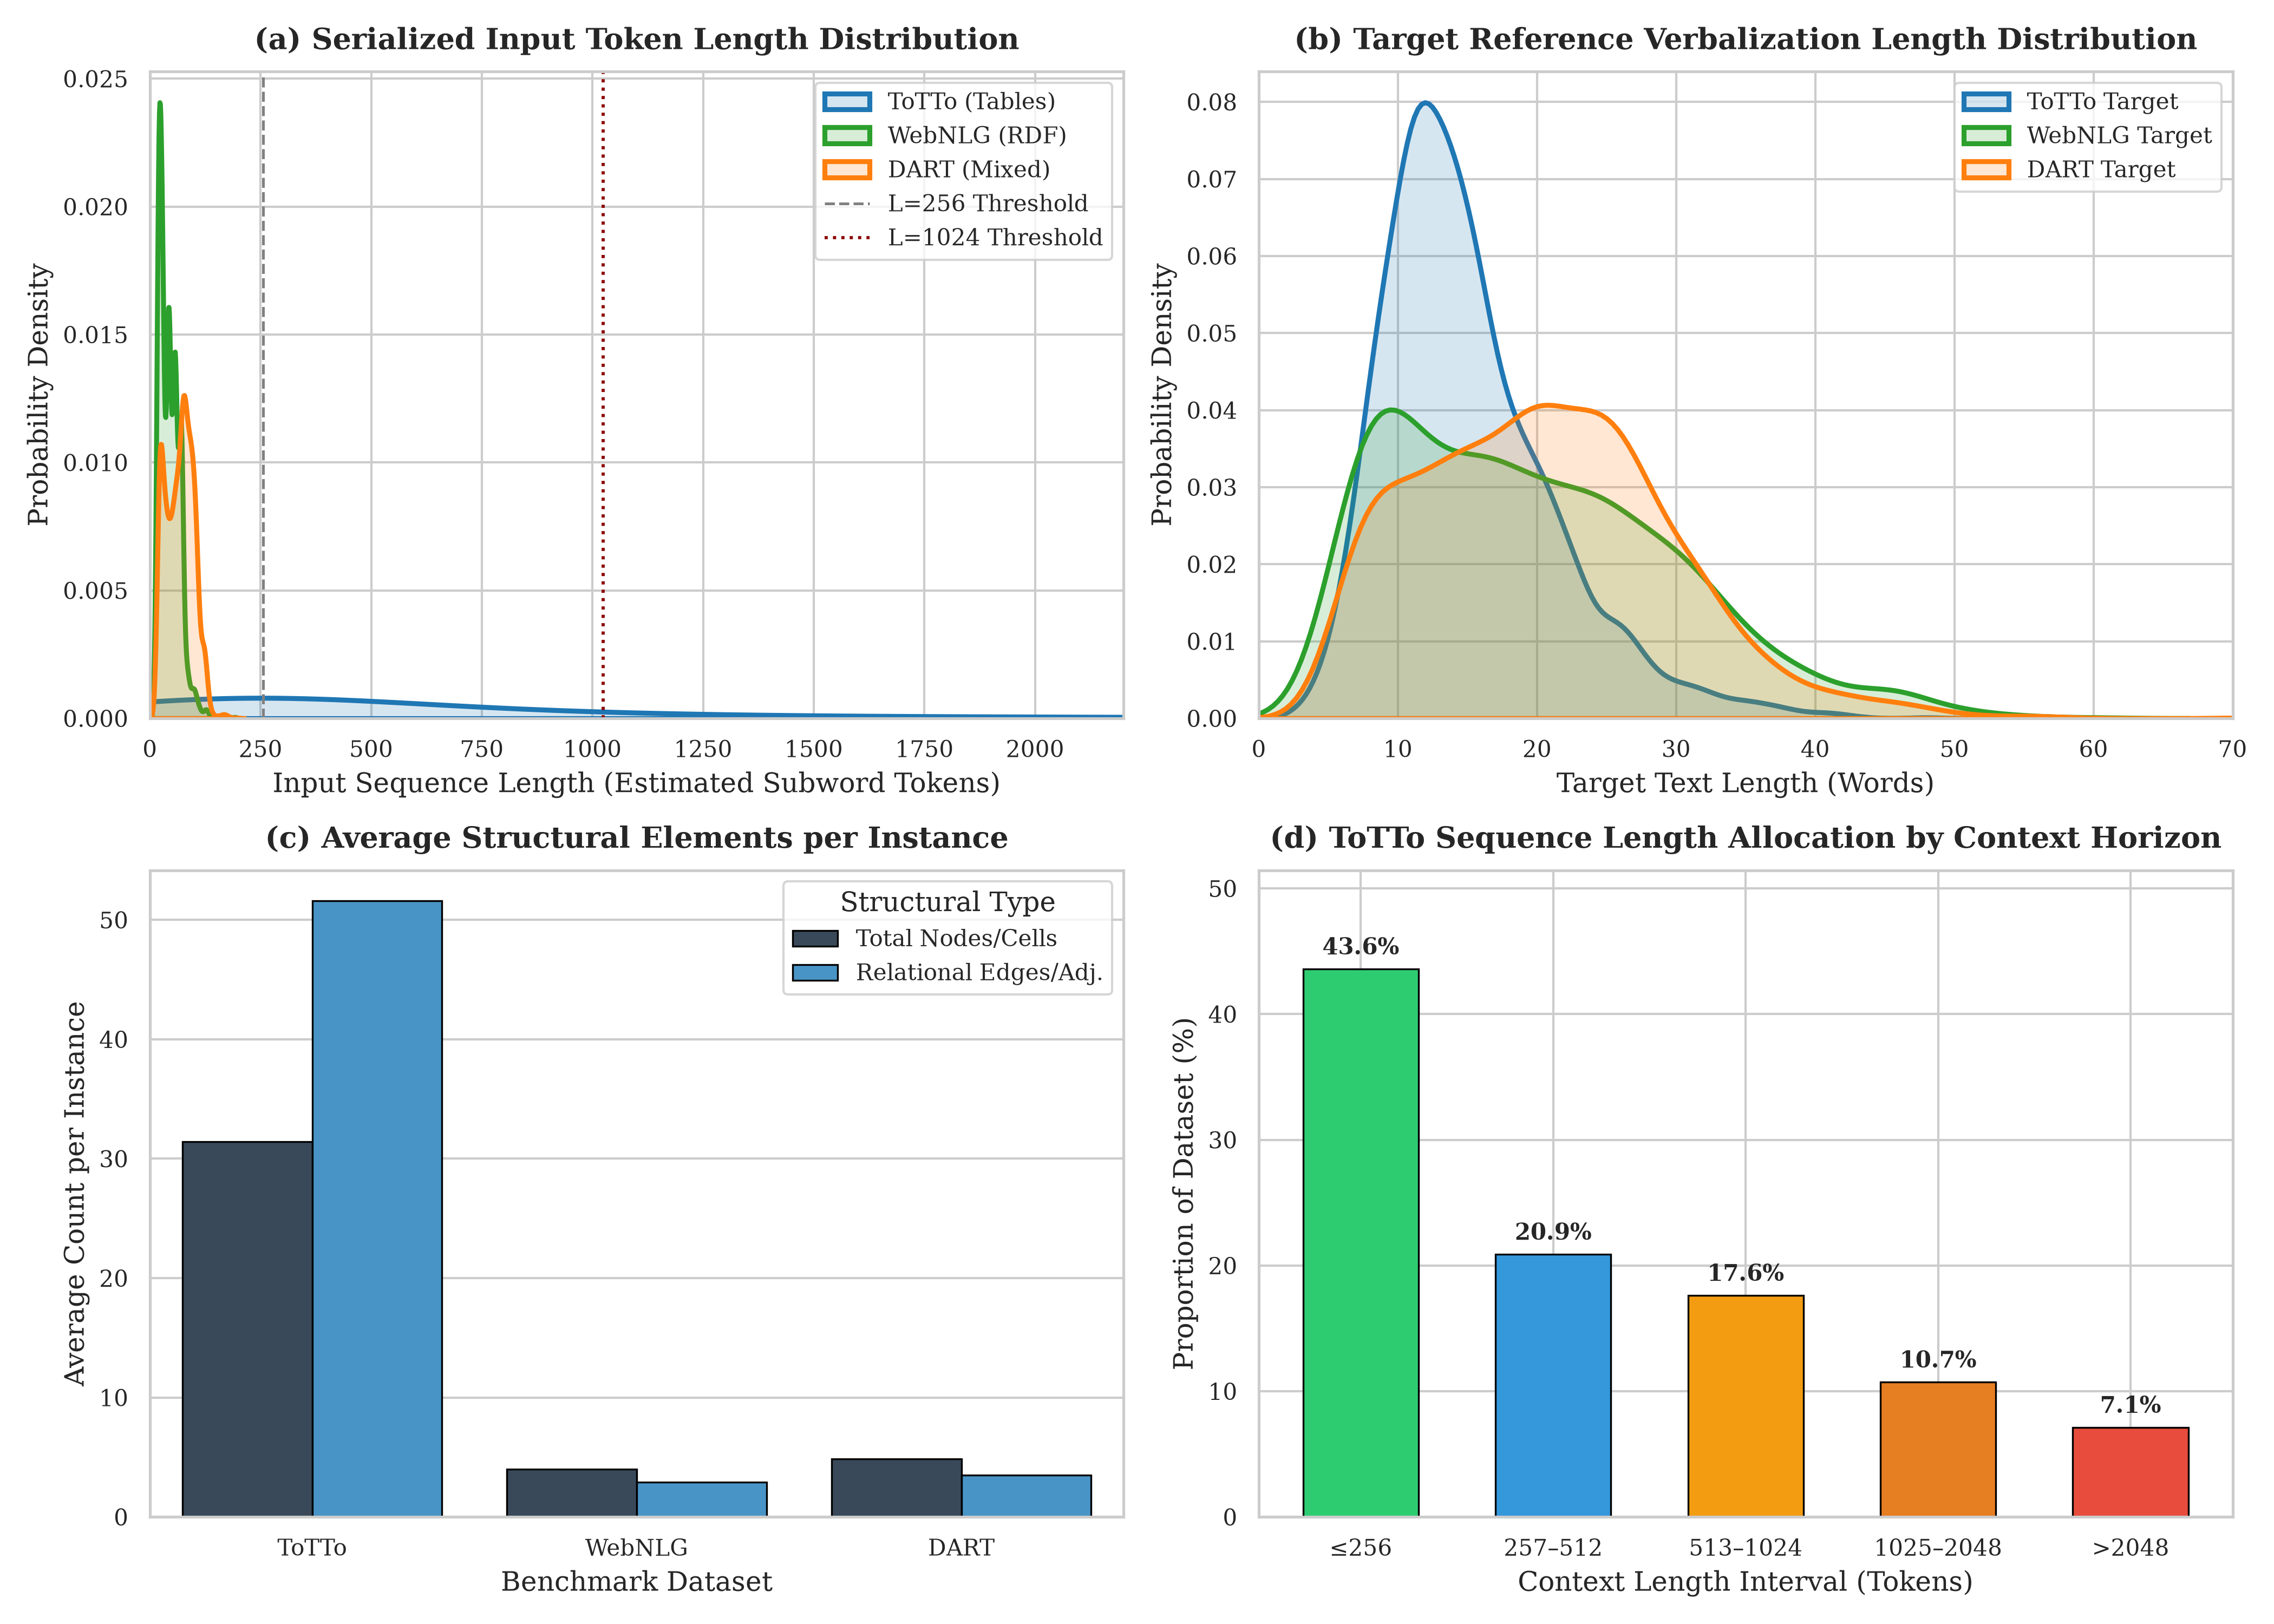 (a) Serialized Input Token Length Distribution
Probability Density
0.025
0.020
0.015
0.010
0.005
0.000
0 250 500 750 1000 1250 1500 1750 2000
Input Sequence Length (Estimated Subword Tokens)
ToTTo (Tables)
WebNLG (RDF)
DART (Mixed)
L=256 Threshold
L=1024 Threshold
(b) Target Reference Verbalization Length Distribution
Probability Density
0.08
0.07
0.06
0.05
0.04
0.03
0.02
0.01
0.00
0 10 20 30 40 50 60 70
Target Text Length (Words)
ToTTo Target
WebNLG Target
DART Target
(c) Average Structural Elements per Instance
Average Count per Instance
50
40
30
20
10
0
ToTTo WebNLG DART
Benchmark Dataset
Structural Type
Total Nodes/Cells
Relational Edges/Adj.
(d) ToTTo Sequence Length Allocation by Context Horizon
Proportion of Dataset (%)
50
40
30
20
10
0
43.6%
20.9%
17.6%
10.7%
7.1%
≤256 257–512 513–1024 1025–2048 >2048
Context Length Interval (Tokens)